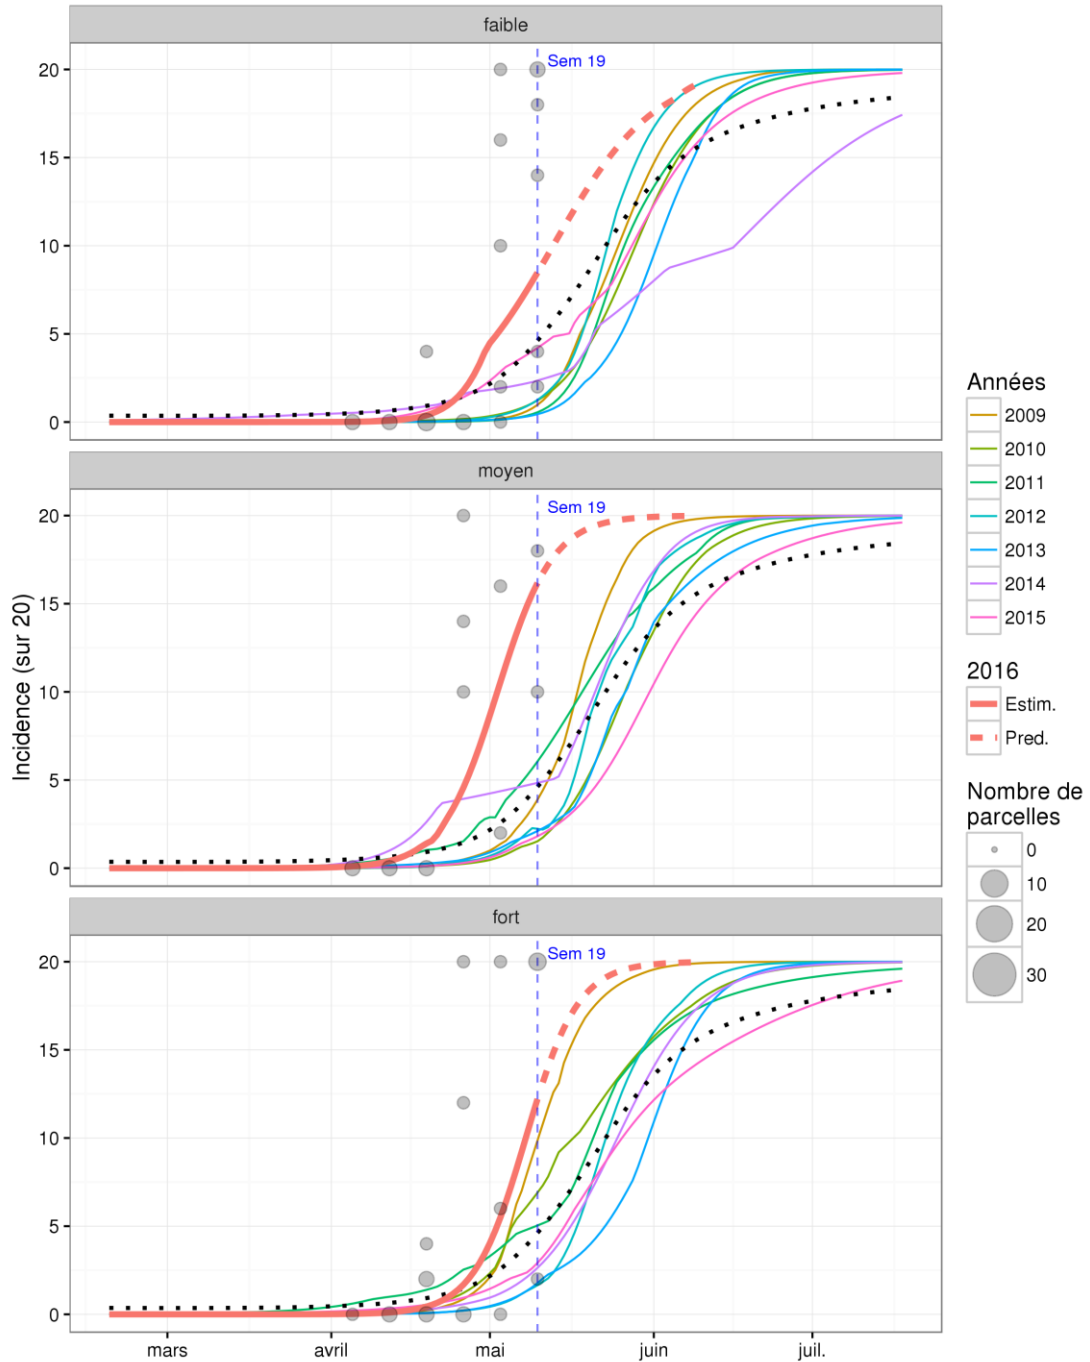 faible
Sem 19
20
15
10
5
0
moyen
Sem 19
20
15
10
5
0
fort
Sem 19
20
15
10
5
0
Incidence (sur 20)
mars avril mai juin juil.
Années
2009
2010
2011
2012
2013
2014
2015
2016
Estim.
Pred.
Nombre de
parcelles
0
10
20
30